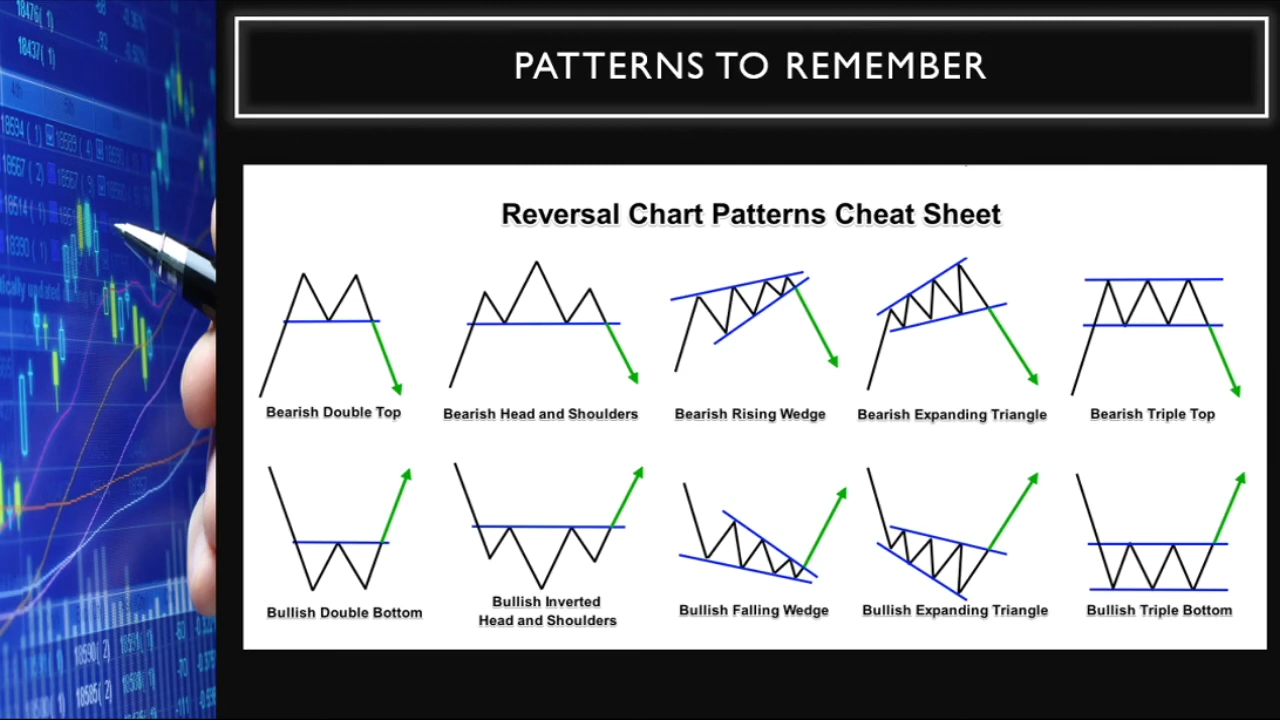 PATTERNS TO REMEMBER
Reversal Chart Patterns Cheat Sheet
Bearish Double Top
Bearish Head and Shoulders
Bearish Rising Wedge
Bearish Expanding Triangle
Bearish Triple Top
Bullish Double Bottom
Bullish Inverted
Head and Shoulders
Bullish Falling Wedge
Bullish Expanding Triangle
Bullish Triple Bottom